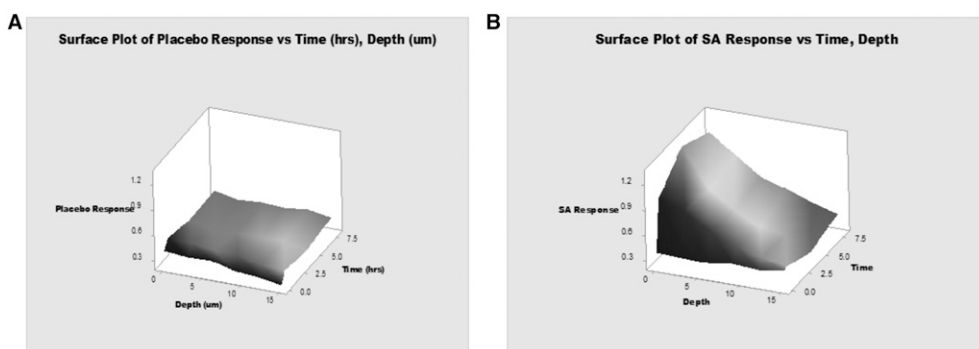 A
Surface Plot of Placebo Response vs Time (hrs), Depth (um)
1.2
0.9
0.6
0.3
Placebo Response
0
5
10
15
Depth (um)
0.0
2.5
5.0
7.5
Time (hrs)
B
Surface Plot of SA Response vs Time, Depth
1.2
0.9
0.6
0.3
SA Response
0
5
10
15
Depth
0.0
2.5
5.0
7.5
Time